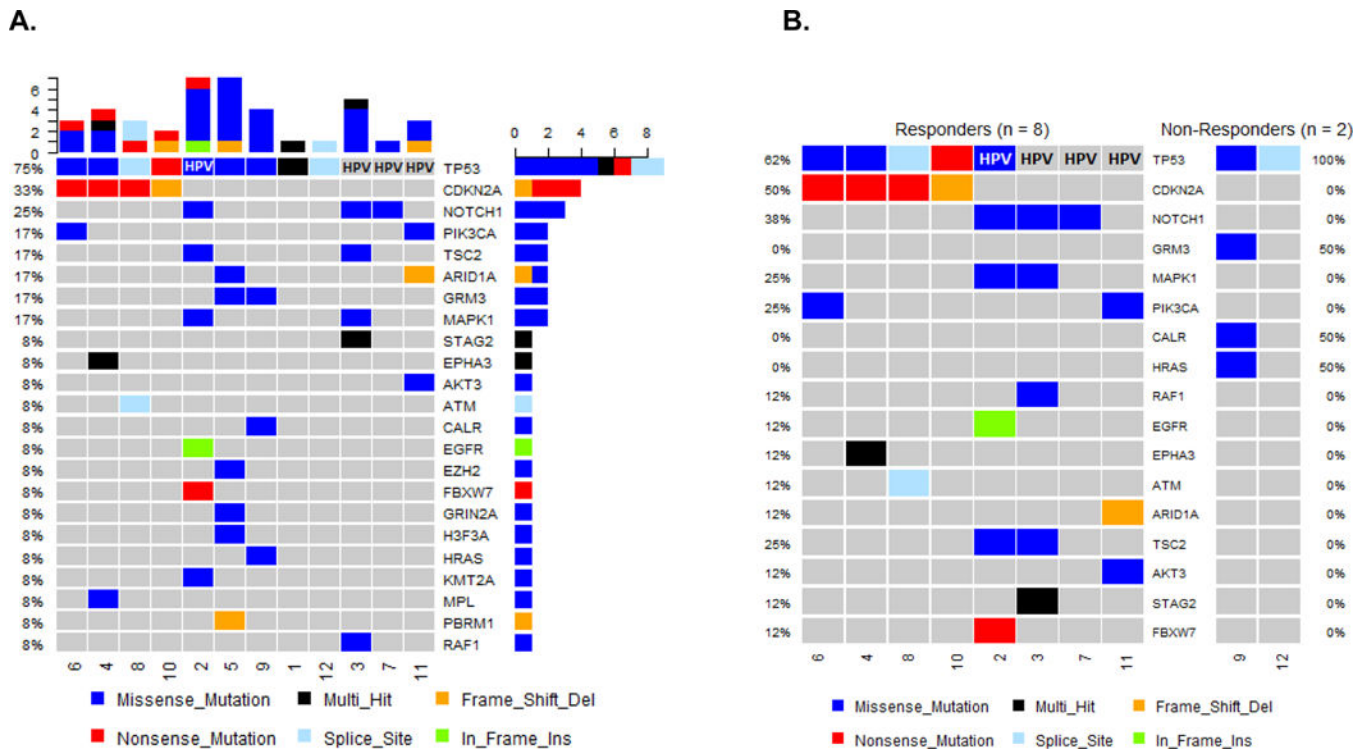 A.
B.
6
4
2
0
0 2 4 6 8
75% HPV HPV HPV HPV TP53
33% CDKN2A
25% NOTCH1
17% PIK3CA
17% TSC2
17% ARID1A
17% GRM3
17% MAPK1
8% STAG2
8% EPHA3
8% AKT3
8% ATM
8% CALR
8% EGFR
8% EZH2
8% FBXW7
8% GRIN2A
8% H3F3A
8% HRAS
8% KMT2A
8% MPL
8% PBRM1
8% RAF1
6 4 8 10 2 5 9 1 12 3 7 11
Missense_Mutation Multi_Hit Frame_Shift_Del
Nonsense_Mutation Splice_Site In_Frame_Ins
Responders (n = 8) Non-Responders (n = 2)
62% HPV HPV HPV HPV TP53 100%
50% CDKN2A 0%
38% NOTCH1 0%
0% GRM3 50%
25% MAPK1 0%
25% PIK3CA 0%
0% CALR 50%
0% HRAS 50%
12% RAF1 0%
12% EGFR 0%
12% EPHA3 0%
12% ATM 0%
12% ARID1A 0%
25% TSC2 0%
12% AKT3 0%
12% STAG2 0%
12% FBXW7 0%
6 4 8 10 2 3 7 11 9 12
Missense_Mutation Multi_Hit Frame_Shift_Del
Nonsense_Mutation Splice_Site In_Frame_Ins